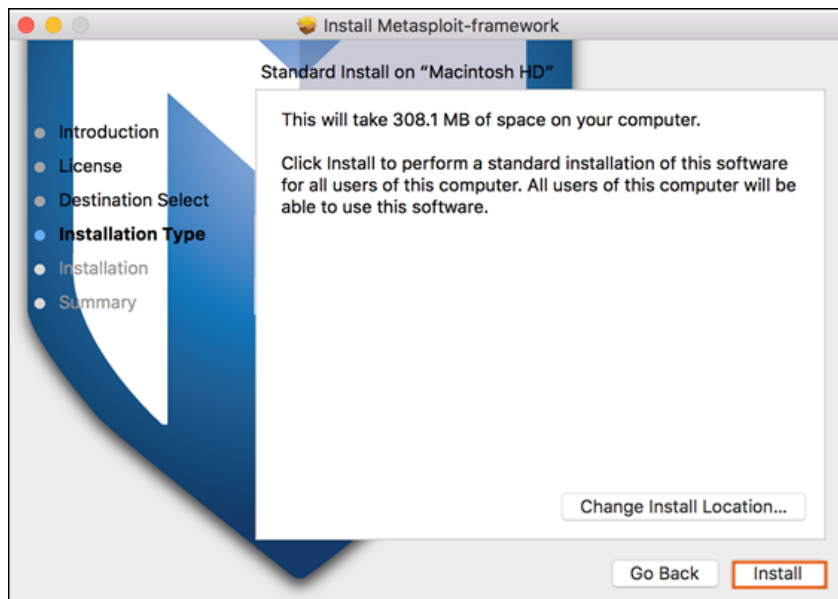 Install Metasploit-framework
Standard Install on “Macintosh HD”
Introduction
License
Destination Select
Installation Type
Installation
Summary
This will take 308.1 MB of space on your computer.
Click Install to perform a standard installation of this software
for all users of this computer. All users of this computer will be
able to use this software.
Change Install Location...
Go Back
Install